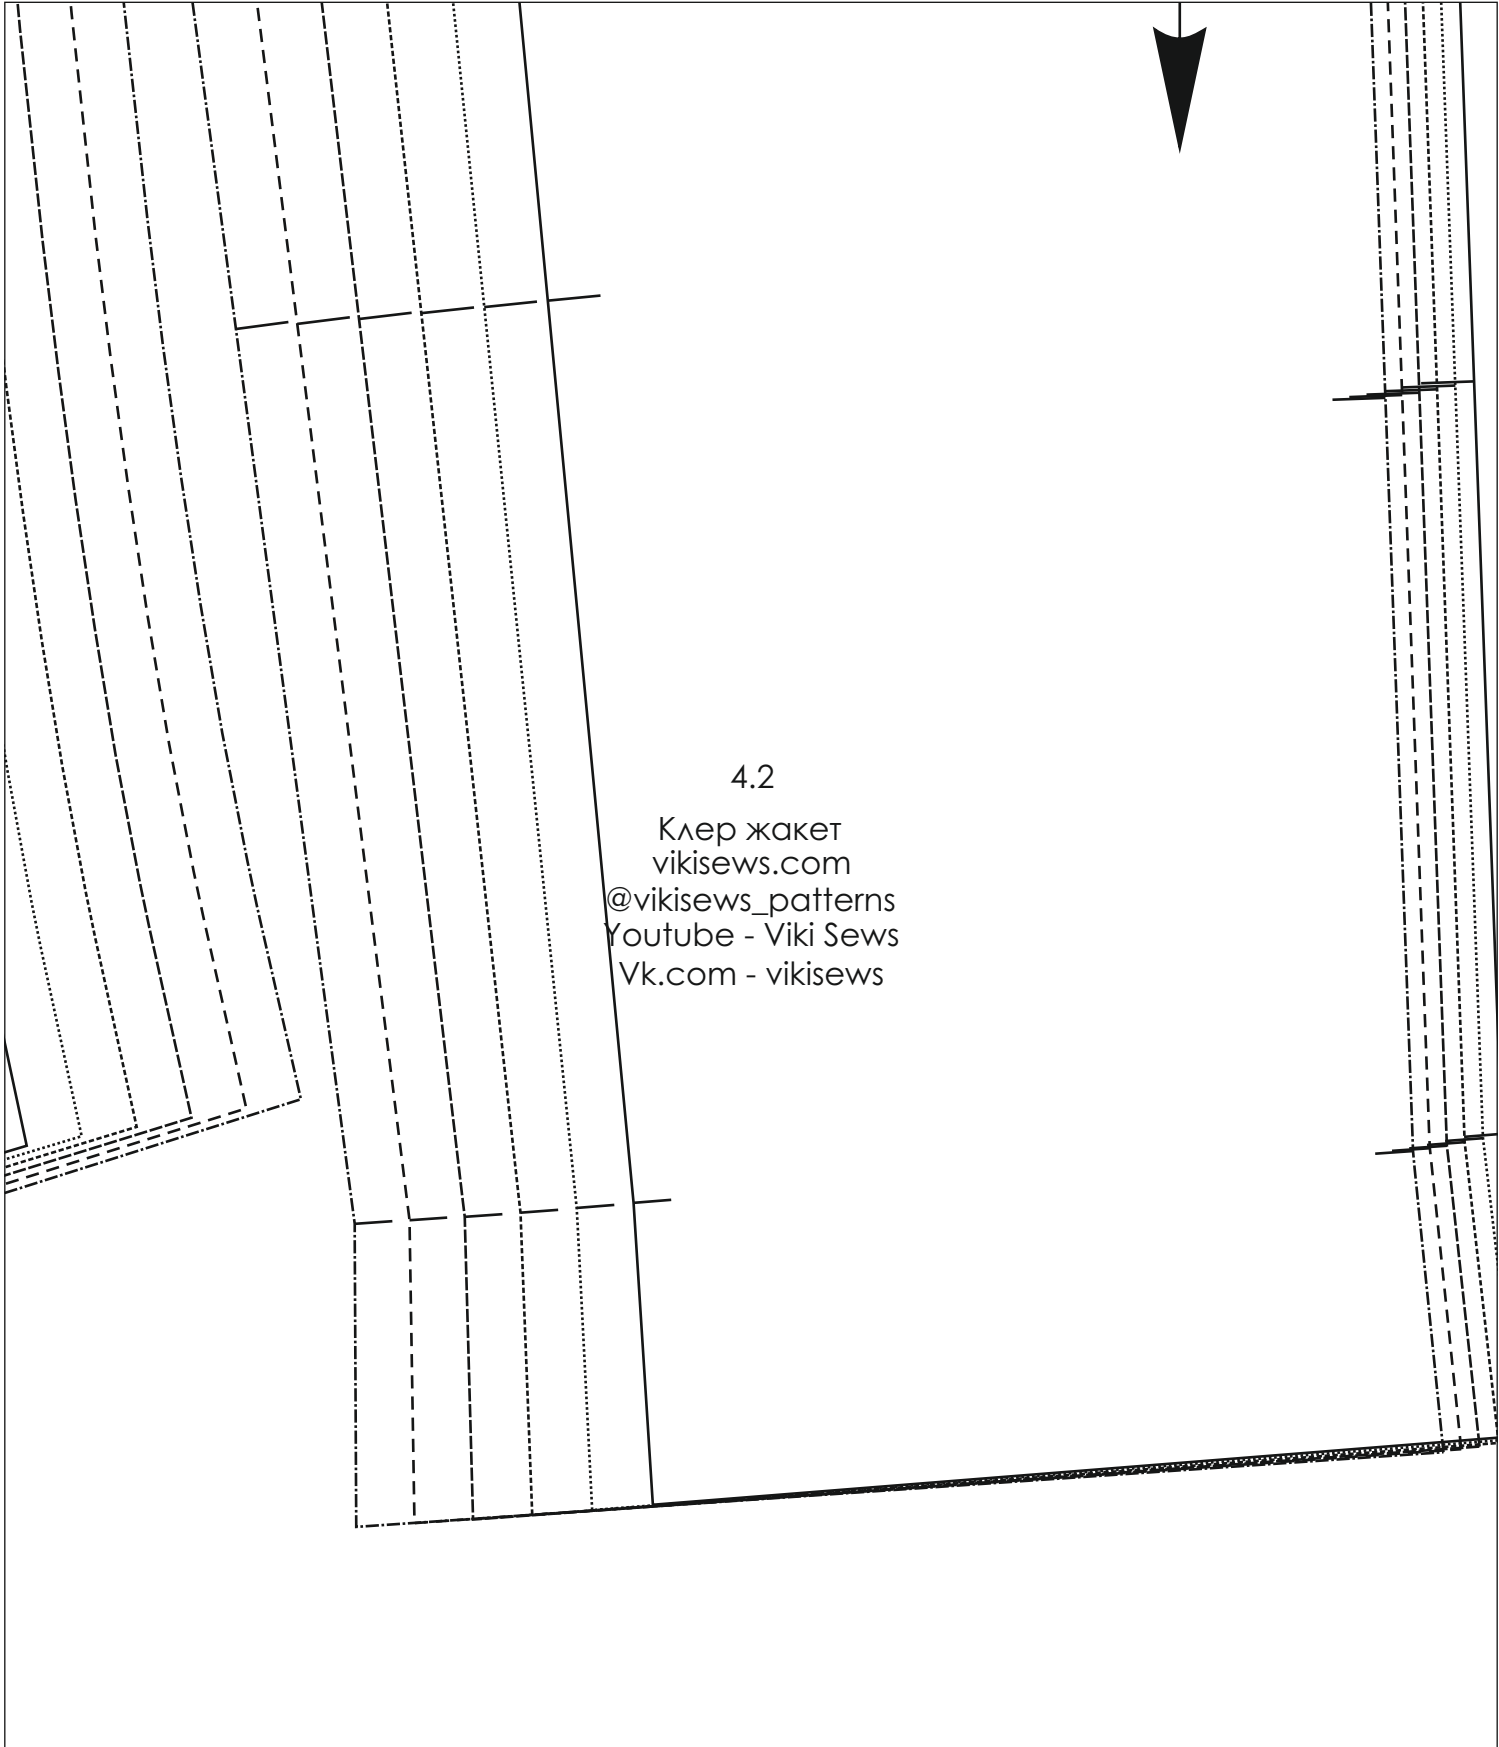 4.2
Клер жакет
vikisews.com
@vikisews_patterns
Youtube - Viki Sews
Vk.com - vikisews